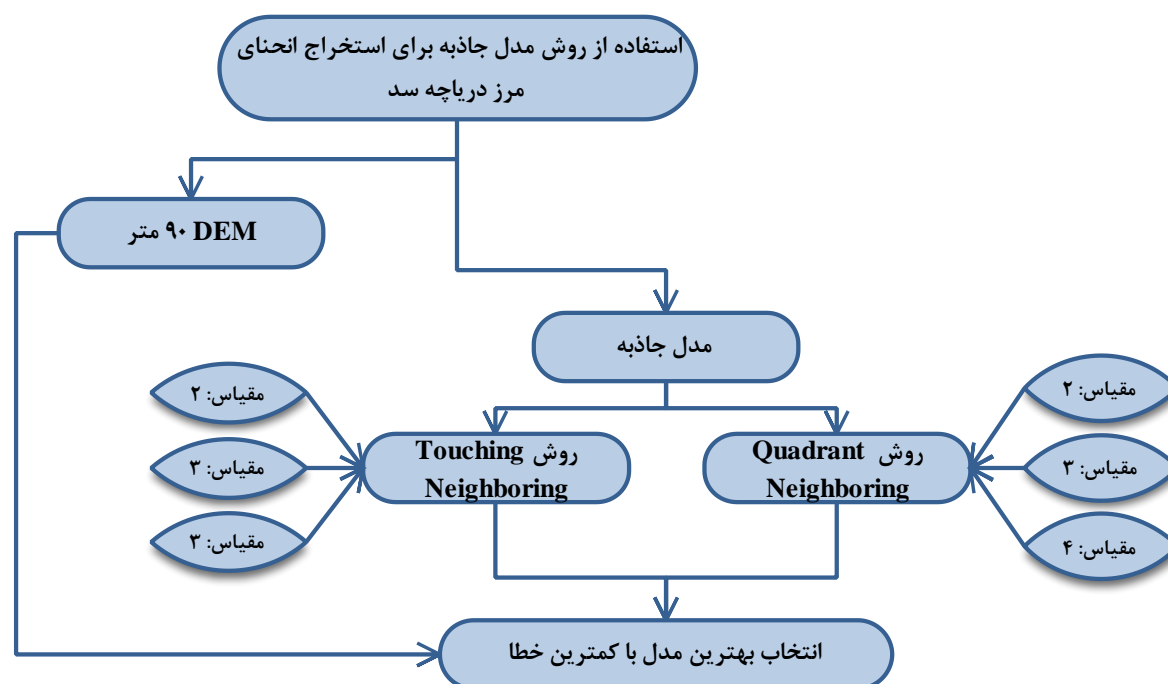 استفاده از روش مدل جاذبه برای استخراج انحنای
مرز دریاچه سد
DEM ۹۰ متر
مدل جاذبه
مقیاس: ۲
مقیاس: ۳
مقیاس: ۳
روش Touching
Neighboring
روش Quadrant
Neighboring
مقیاس: ۲
مقیاس: ۳
مقیاس: ۴
انتخاب بهترین مدل با کمترین خطا